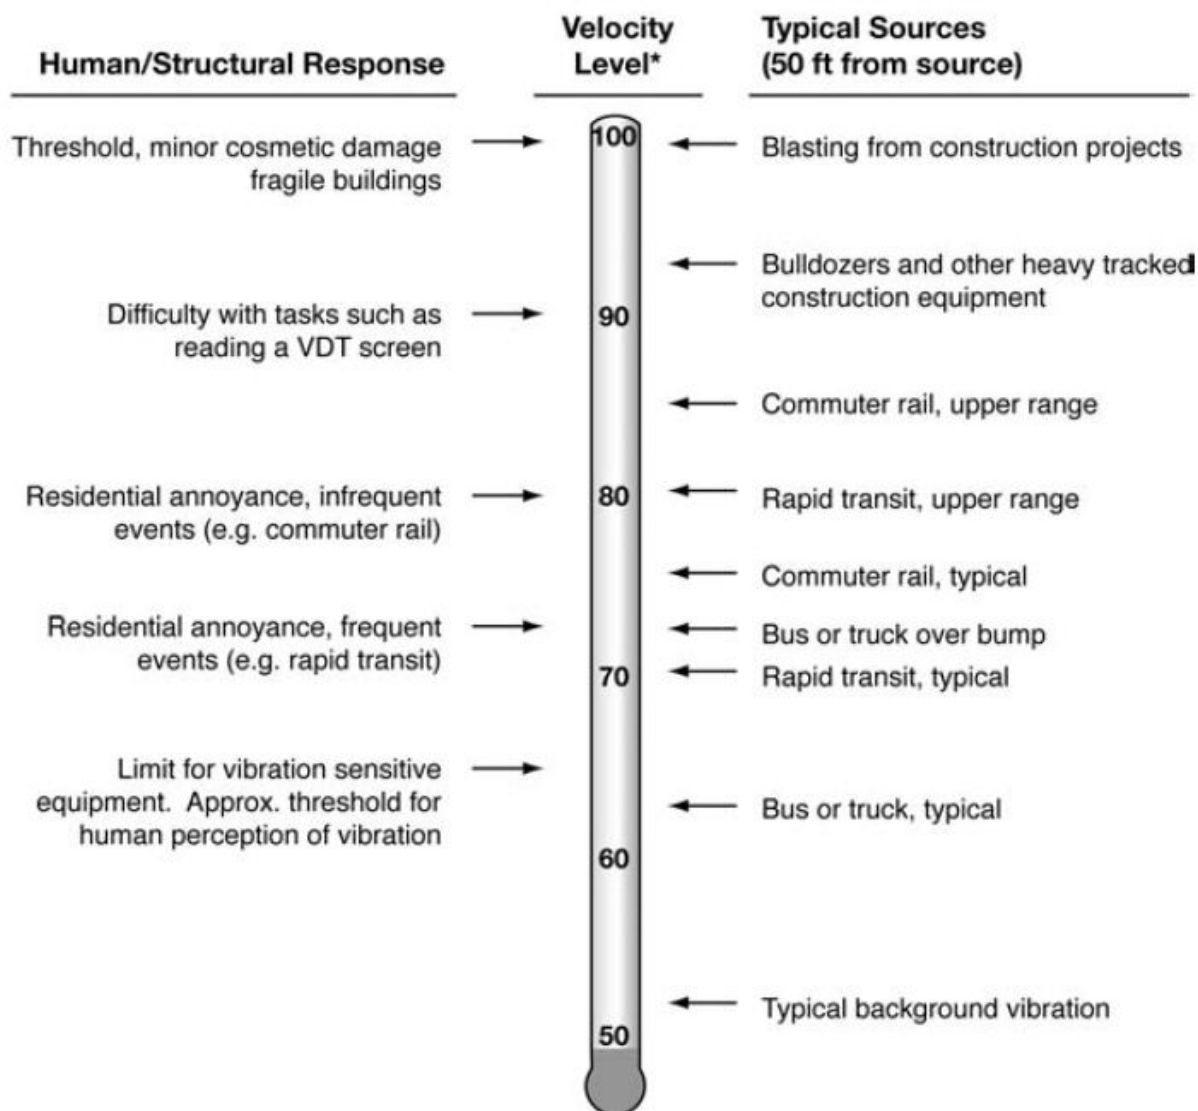 Human/Structural Response
Velocity
Level*
Typical Sources
(50 ft from source)
Threshold, minor cosmetic damage
fragile buildings
100
Blasting from construction projects
Bulldozers and other heavy tracked
construction equipment
Difficulty with tasks such as
reading a VDT screen
90
Commuter rail, upper range
Residential annoyance, infrequent
events (e.g. commuter rail)
80
Rapid transit, upper range
Commuter rail, typical
Residential annoyance, frequent
events (e.g. rapid transit)
Bus or truck over bump
70
Rapid transit, typical
Limit for vibration sensitive
equipment. Approx. threshold for
human perception of vibration
Bus or truck, typical
60
Typical background vibration
50